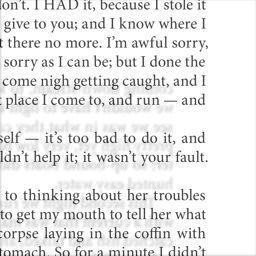 don't. I HAD it, because I stole it
give to you; and I know where I
t there no more. I'm awful sorry,
sorry as I can be; but I done the
come nigh getting caught, and I
t place I come to, and run — and
self — it's too bad to do it, and
ldn't help it; it wasn't your fault.
to thinking about her troubles
to get my mouth to tell her what
corpse laying in the coffin with
tomach. So for a minute I didn't